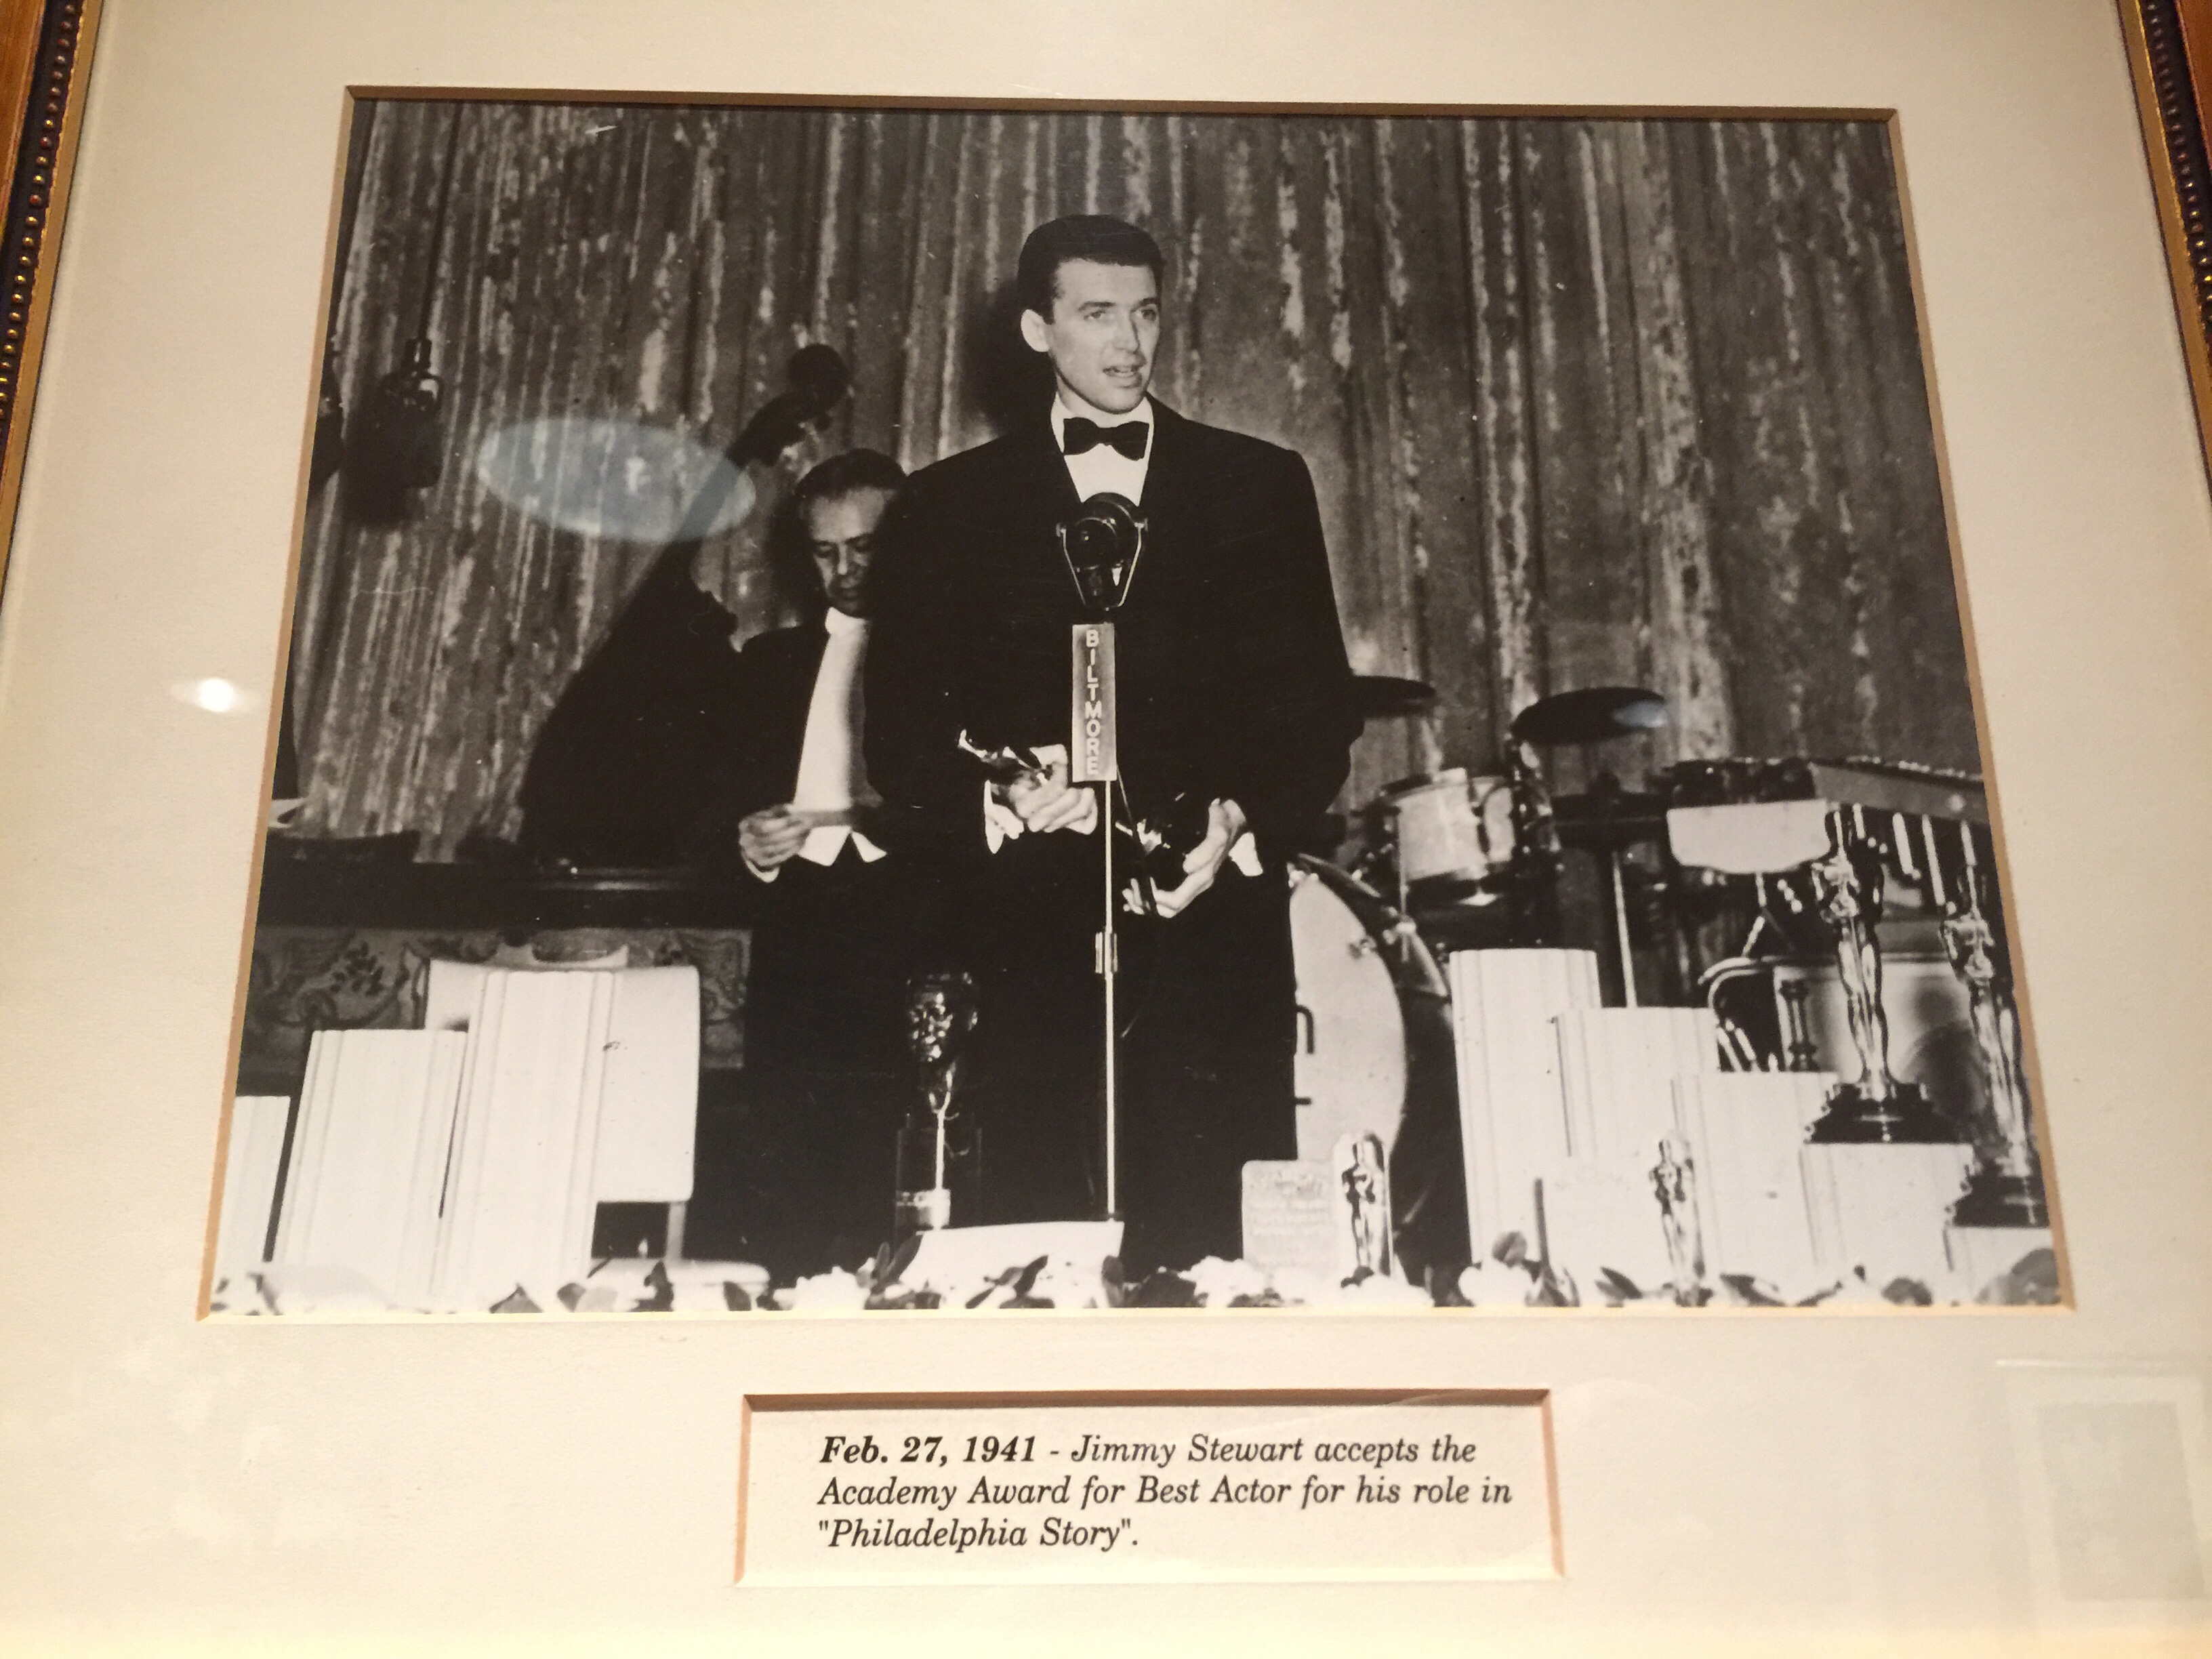 BILTMORE
Feb. 27, 1941 - Jimmy Stewart accepts the
Academy Award for Best Actor for his role in
"Philadelphia Story".